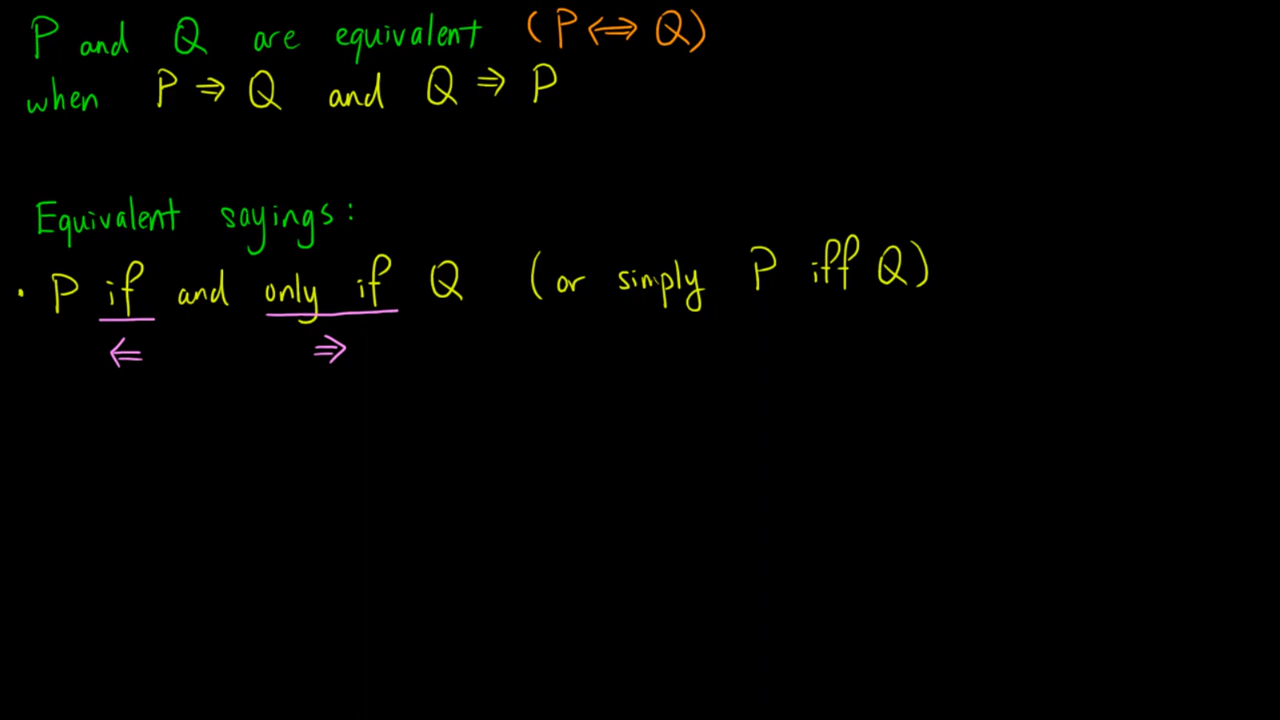 P and Q are equivalent (P ⟺ Q)
when P ⇒ Q and Q ⇒ P
Equivalent sayings:
• P if and only if Q (or simply P iff Q)
⇐ ⇒